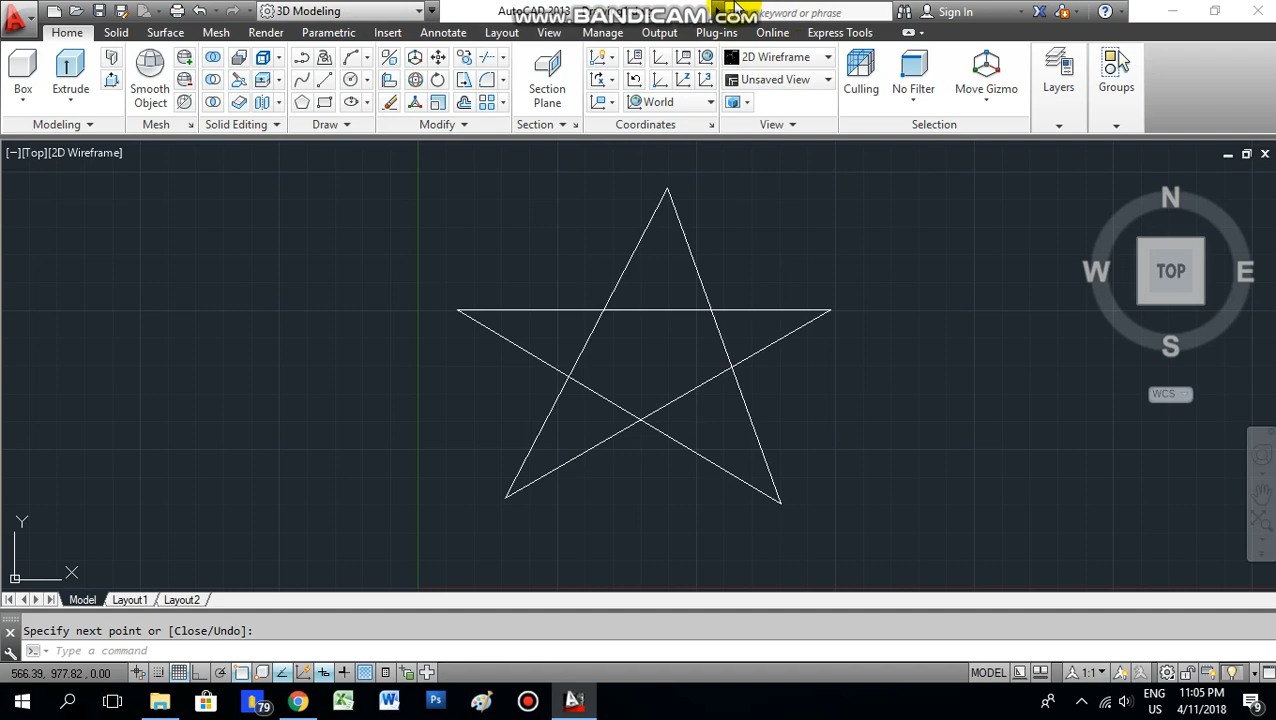 3D Modeling
AutoCAD 2013
www.BANDICAM.com
keyword or phrase
Sign In
Home Solid Surface Mesh Render Parametric Insert Annotate Layout View Manage Output Plug-ins Online Express Tools
Box
Extrude
Smooth
Object
Section
Plane
World
2D Wireframe
Unsaved View
Culling
No Filter
Move Gizmo
Layers
Groups
Modeling
Mesh
Solid Editing
Draw
Modify
Section
Coordinates
View
Selection
[−][Top][2D Wireframe]
N
W TOP E
S
WCS
Y
X
Model Layout1 Layout2
Specify next point or [Close/Undo]:
Type a command
566.39, 977.82, 0.00
MODEL
1:1
79
ENG
US
11:05 PM
4/11/2018
9